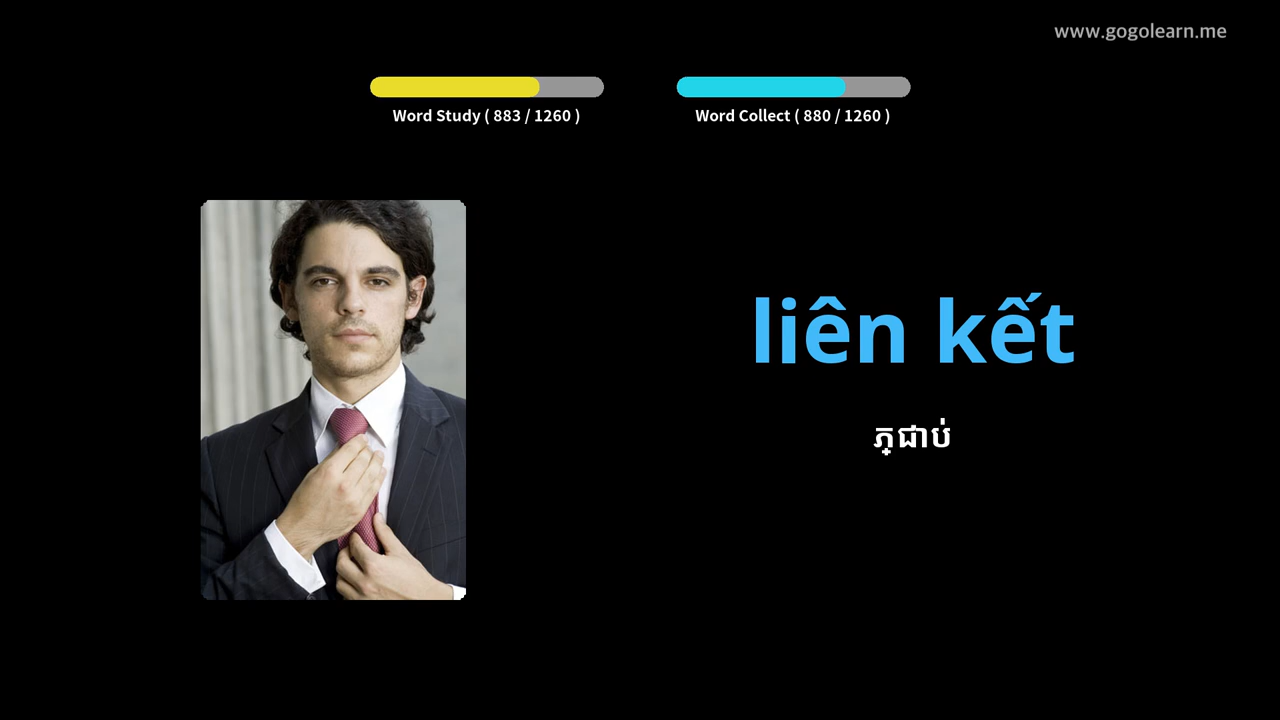 www.gogolearn.me
Word Study ( 883 / 1260 )
Word Collect ( 880 / 1260 )
liên kết
ភ្ជាប់